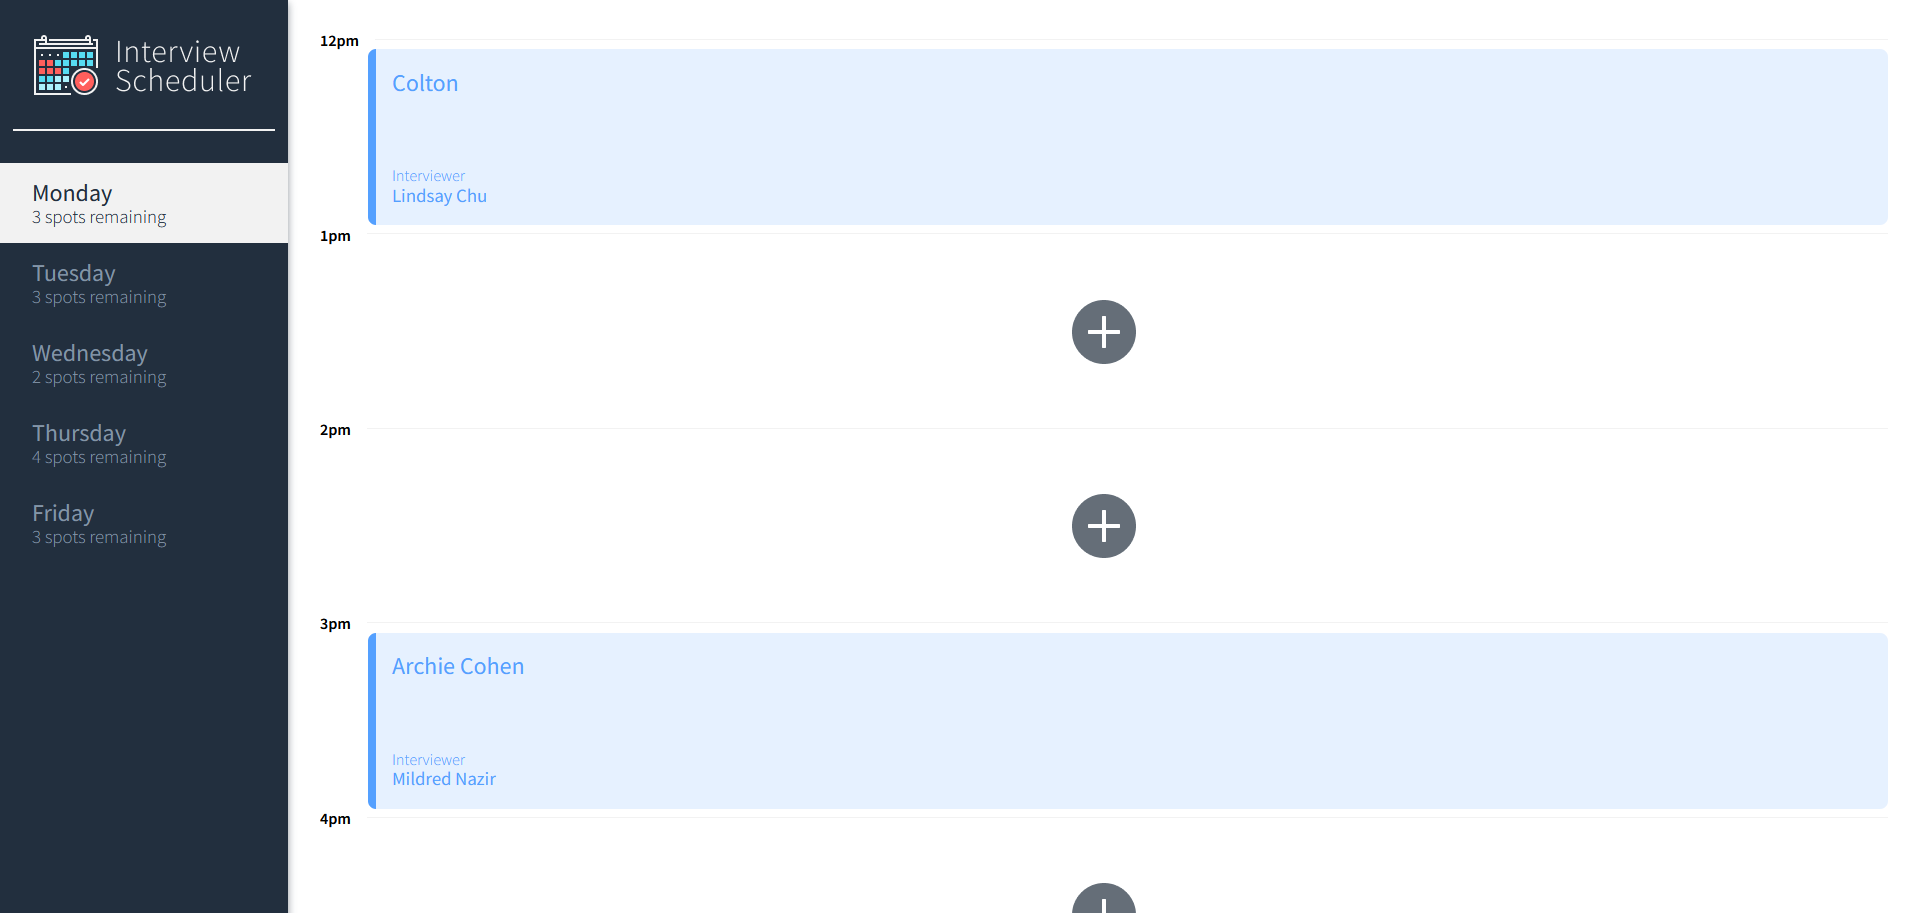 Interview
Scheduler
Monday
3 spots remaining
Tuesday
3 spots remaining
Wednesday
2 spots remaining
Thursday
4 spots remaining
Friday
3 spots remaining
12pm
Colton
Interviewer
Lindsay Chu
1pm
2pm
3pm
Archie Cohen
Interviewer
Mildred Nazir
4pm